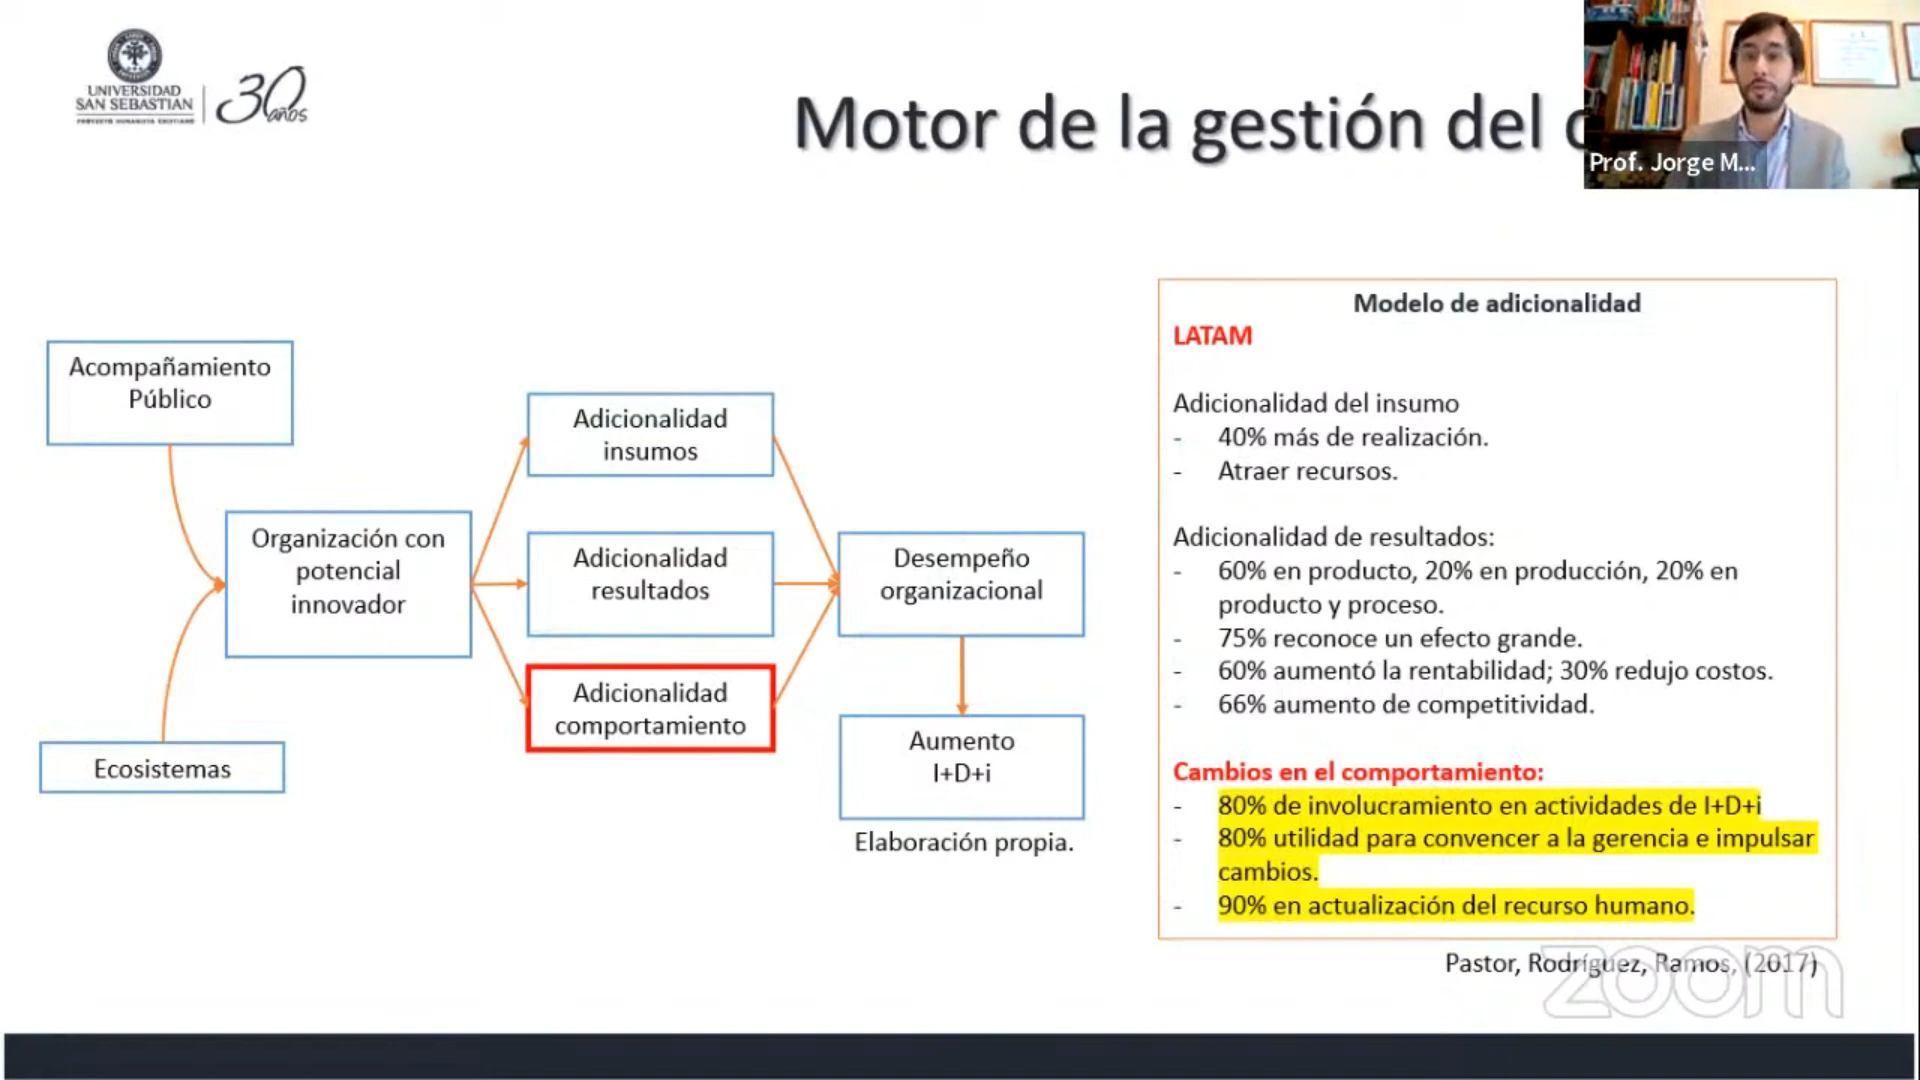 UNIVERSIDAD
SAN SEBASTIAN
PROYECTO HUMANISTA CRISTIANO
30
años
Motor de la gestión del c
Prof. Jorge M...
Acompañamiento
Público
Organización con
potencial
innovador
Ecosistemas
Adicionalidad
insumos
Adicionalidad
resultados
Adicionalidad
comportamiento
Desempeño
organizacional
Aumento
I+D+i
Elaboración propia.
Modelo de adicionalidad
LATAM
Adicionalidad del insumo
- 40% más de realización.
- Atraer recursos.
Adicionalidad de resultados:
- 60% en producto, 20% en producción, 20% en
producto y proceso.
- 75% reconoce un efecto grande.
- 60% aumentó la rentabilidad; 30% redujo costos.
- 66% aumento de competitividad.
Cambios en el comportamiento:
- 80% de involucramiento en actividades de I+D+i
- 80% utilidad para convencer a la gerencia e impulsar
cambios.
- 90% en actualización del recurso humano.
Pastor, Rodríguez, Ramos, (2017)
zoom